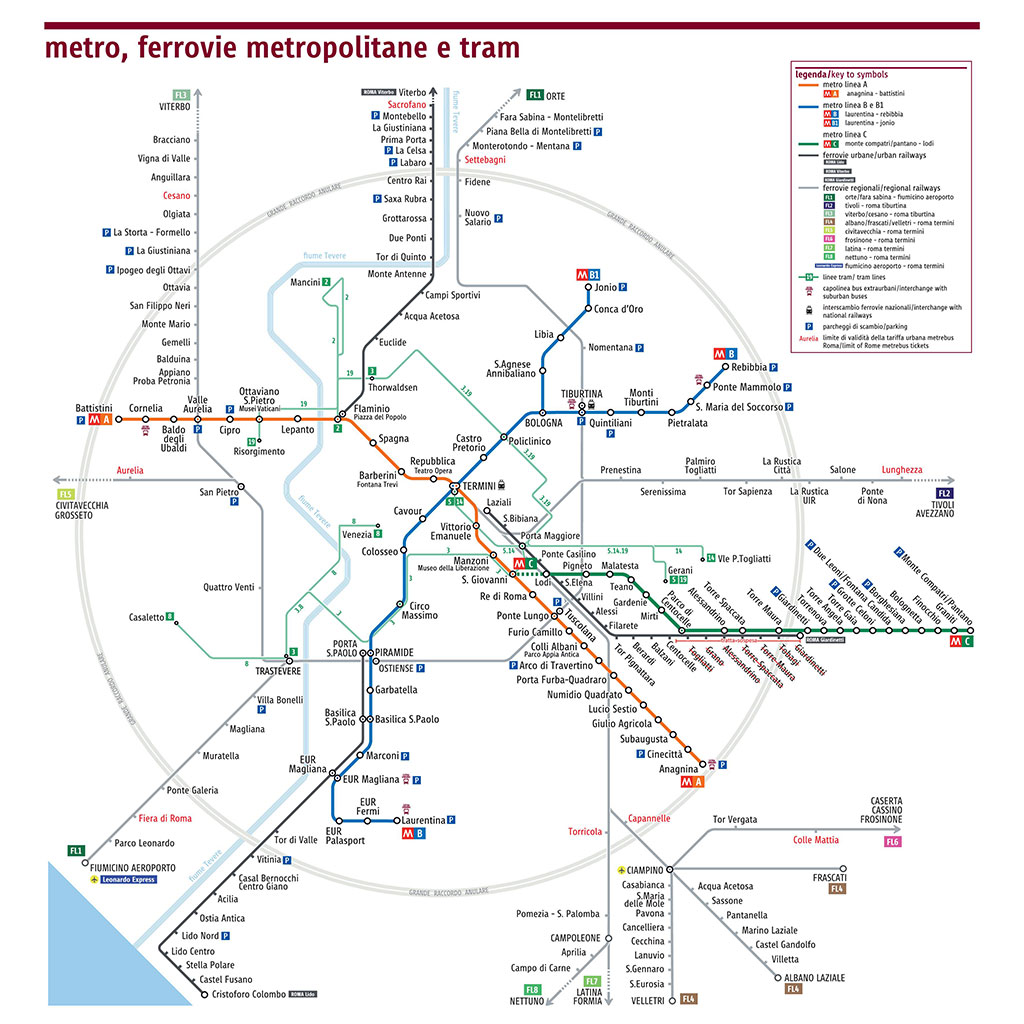 metro, ferrovie metropolitane e tram
legenda/key to symbols
metro linea A
M A
anagnina - battistini
metro linea B e B1
M B
laurentina - rebibbia
M B1
laurentina - jonio
metro linea C
M C
monte compatri/pantano - lodi
ferrovie urbane/urban railways
ROMA Lido
ROMA Viterbo
ROMA Giardinetti
ferrovie regionali/regional railways
FL1 orte/fara sabina - fiumicino aeroporto
FL2 tivoli - roma tiburtina
FL3 viterbo/cesano - roma tiburtina
FL4 albano/frascati/velletri - roma termini
FL5 civitavecchia - roma termini
FL6 frosinone - roma termini
FL7 latina - roma termini
FL8 nettuno - roma termini
Leonardo Express fiumicino aeroporto - roma termini
19 linee tram/ tram lines
capolinea bus extraurbani/interchange with
suburban buses
interscambio ferrovie nazionali/interchange with
national railways
P parcheggi di scambio/parking
Aurelia limite di validità della tariffa urbana metrebus
Roma/limit of Rome metrebus tickets
FL3
VITERBO
Bracciano
Vigna di Valle
Anguillara
Cesano
Olgiata
P La Storta - Formello
P La Giustiniana
P Ipogeo degli Ottavi
Ottavia
San Filippo Neri
Monte Mario
Gemelli
Balduina
Appiano
Proba Petronia
ROMA Viterbo Viterbo
Sacrofano
P Montebello
La Giustiniana
Prima Porta
P La Celsa
P Labaro
Centro Rai
P Saxa Rubra
Grottarossa
Due Ponti
Tor di Quinto
Monte Antenne
Campi Sportivi
Acqua Acetosa
Euclide
fiume Tevere
FL1 ORTE
Fara Sabina - Montelibretti
Piana Bella di Montelibretti P
Monterotondo - Mentana P
Settebagni
Fidene
Nuovo
Salario P
Nomentana P
GRANDE RACCORDO ANULARE
GRANDE RACCORDO ANULARE
fiume Tevere
Mancini 2
2
2
19
3
Thorwaldsen
3.19
19
M B1
Jonio P
Conca d'Oro
Libia
S.Agnese
Annibaliano
BOLOGNA
TIBURTINA
P
Quintiliani
P
Monti
Tiburtini
Pietralata
S. Maria del Soccorso P
Ponte Mammolo P
Rebibbia P
M B
Battistini
P M A
Cornelia
Baldo
degli
Ubaldi
Valle
Aurelia
P
P
Cipro
Ottaviano
S.Pietro
Musei Vaticani
19
Risorgimento
Lepanto
2
Flaminio
Piazza del Popolo
Spagna
Barberini
Fontana Trevi
Repubblica
Teatro Opera
Castro
Pretorio
Policlinico
3.19
3.19
TERMINI
5 14
Laziali
S.Bibiana
Porta Maggiore
Cavour
Vittorio
Emanuele
Colosseo
Manzoni
Museo della Liberazione
S. Giovanni
M C
Aurelia
FL5
CIVITAVECCHIA
GROSSETO
San Pietro
P
Quattro Venti
fiume Tevere
8
Venezia 8
8
3.8
3
3
3
3
5.14
3
Circo
Massimo
Casaletto 8
8
3
TRASTEVERE
PORTA
S.PAOLO
PIRAMIDE
OSTIENSE P
Garbatella
Basilica
S.Paolo
Basilica S.Paolo
Marconi P
EUR
Magliana
EUR Magliana P
EUR
Fermi
EUR
Palasport
Laurentina P
M B
Prenestina
Serenissima
Palmiro
Togliatti
Tor Sapienza
La Rustica
Città
La Rustica
UIR
Salone
Ponte
di Nona
Lunghezza
FL2
TIVOLI
AVEZZANO
5.14.19
14
14 Vle P.Togliatti
Gerani
5 19
Ponte Casilino
Lodi
Pigneto
S.Elena
Villini
Alessi
Filarete
Tor Pignattara
Berardi
Balzani
Centocelle
Togliatti
Grano
Alessandrino
Torre-Spaccata
Torre-Maura
Tobagi
Giardinetti
tratta sospesa
ROMA Giardinetti
Malatesta
Teano
Gardenie
Mirti
Parco di
Centocelle
Alessandrino
Torre Spaccata
Torre Maura
P Giardinetti
Torrenova
Torre Angela
Torre Gaia
P Grotte Celoni
P Due Leoni/Fontana Candida
P Borghesiana
Bolognetta
Finocchio
Graniti
P Monte Compatri/Pantano
M C
Re di Roma
Ponte Lungo
P
Toscolana
Furio Camillo
Colli Albani
Parco Appia Antica
P Arco di Travertino
Porta Furba-Quadraro
Numidio Quadrato
Lucio Sestio
Giulio Agricola
Subaugusta
P Cinecittà
Anagnina P
M A
Villa Bonelli
P
Magliana
Muratella
Ponte Galeria
Fiera di Roma
Parco Leonardo
FL1
FIUMICINO AEROPORTO
Leonardo Express
GRANDE RACCORDO ANULARE
GRANDE RACCORDO ANULARE
fiume Tevere
Tor di Valle
Vitinia P
Casal Bernocchi
Centro Giano
Acilia
Ostia Antica
Lido Nord P
Lido Centro
Stella Polare
Castel Fusano
Cristoforo Colombo ROMA Lido
Torricola
Capannelle
Tor Vergata
Colle Mattia
CASERTA
CASSINO
FROSINONE
FL6
CIAMPINO
FRASCATI
FL4
Casabianca
S.Maria
delle Mole
Pavona
Cancelliera
Cecchina
Lanuvio
S.Gennaro
S.Eurosia
VELLETRI FL4
Acqua Acetosa
Sassone
Pantanella
Marino Laziale
Castel Gandolfo
Villetta
ALBANO LAZIALE
FL4
Pomezia - S. Palomba
CAMPOLEONE
Aprilia
Campo di Carne
FL8
NETTUNO
FL7
LATINA
FORMIA